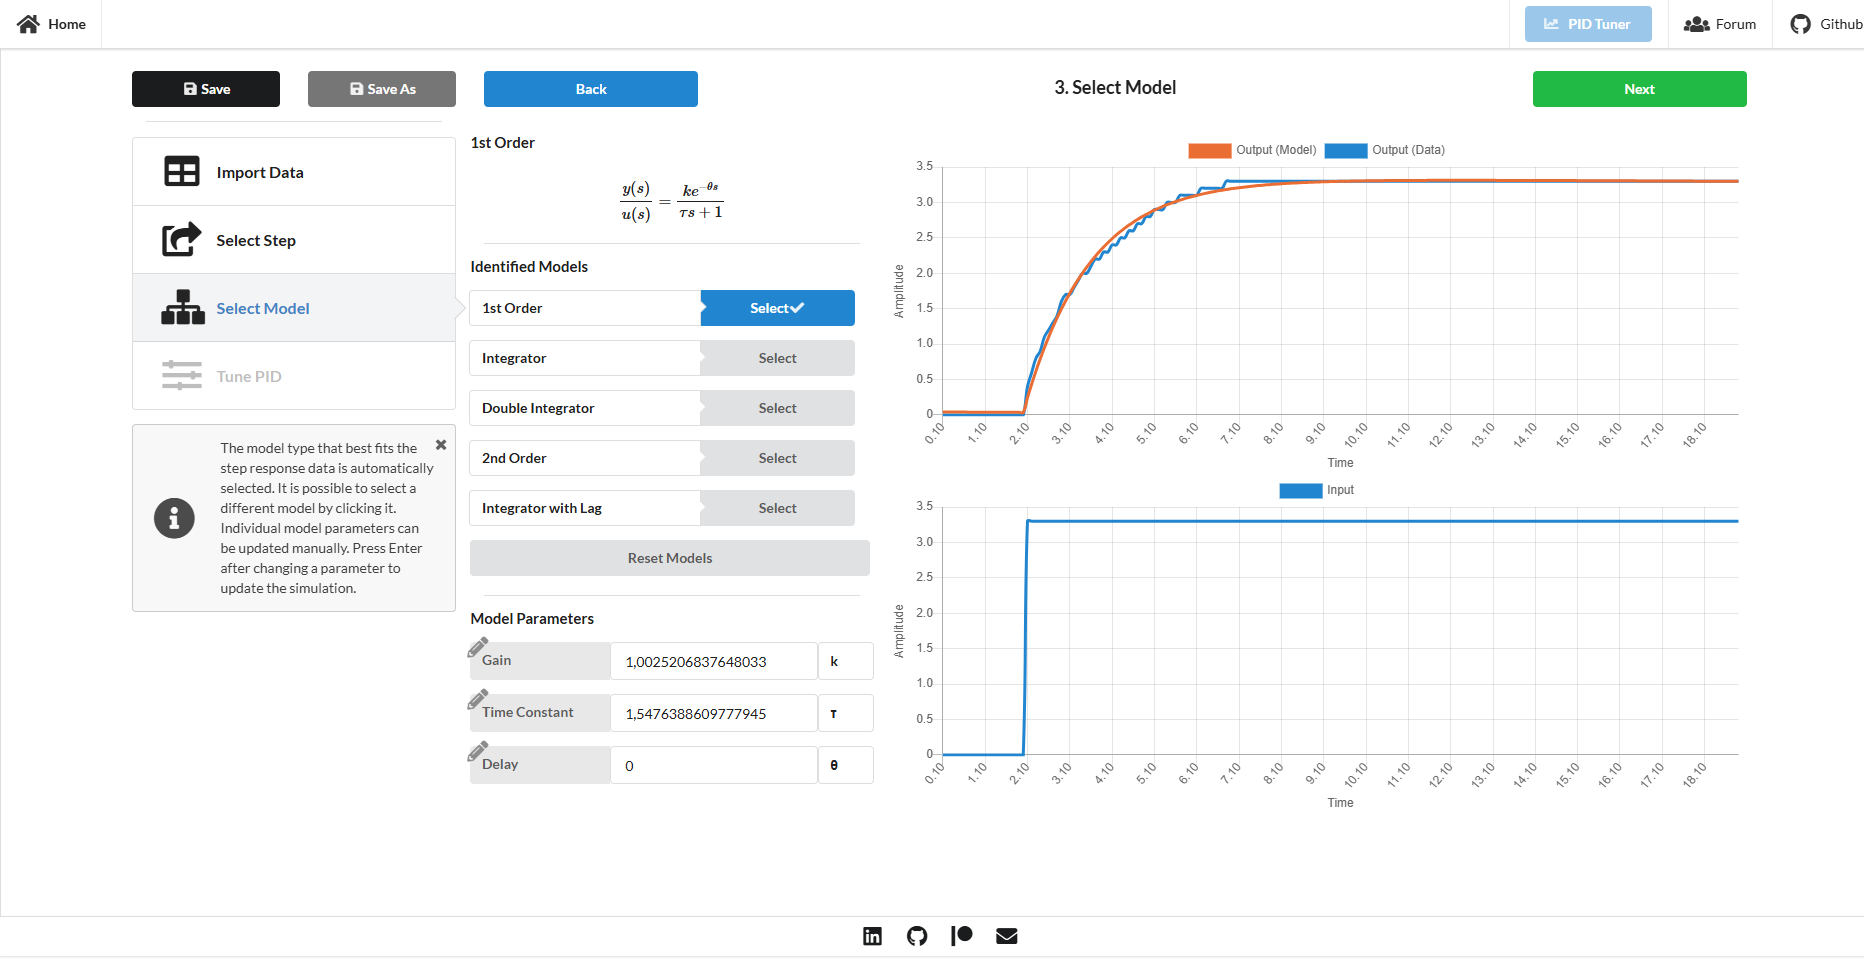 Home
PID Tuner
Forum
Github
Save
Save As
Back
3. Select Model
Next
Import Data
Select Step
Select Model
Tune PID
The model type that best fits the
step response data is automatically
selected. It is possible to select a
different model by clicking it.
Individual model parameters can
be updated manually. Press Enter
after changing a parameter to
update the simulation.
1st Order
y(s)/u(s) = ke^{-θs}/(τs + 1)
Identified Models
1st Order
Select
Integrator
Select
Double Integrator
Select
2nd Order
Select
Integrator with Lag
Select
Reset Models
Model Parameters
Gain
1,0025206837648033
k
Time Constant
1,5476388609777945
τ
Delay
0
θ
Output (Model)
Output (Data)
Amplitude
3.5
3.0
2.5
2.0
1.5
1.0
0.5
0
0.10 1.10 2.10 3.10 4.10 5.10 6.10 7.10 8.10 9.10 10.10 11.10 12.10 13.10 14.10 15.10 16.10 17.10 18.10
Time
Input
Amplitude
3.5
3.0
2.5
2.0
1.5
1.0
0.5
0
0.10 1.10 2.10 3.10 4.10 5.10 6.10 7.10 8.10 9.10 10.10 11.10 12.10 13.10 14.10 15.10 16.10 17.10 18.10
Time